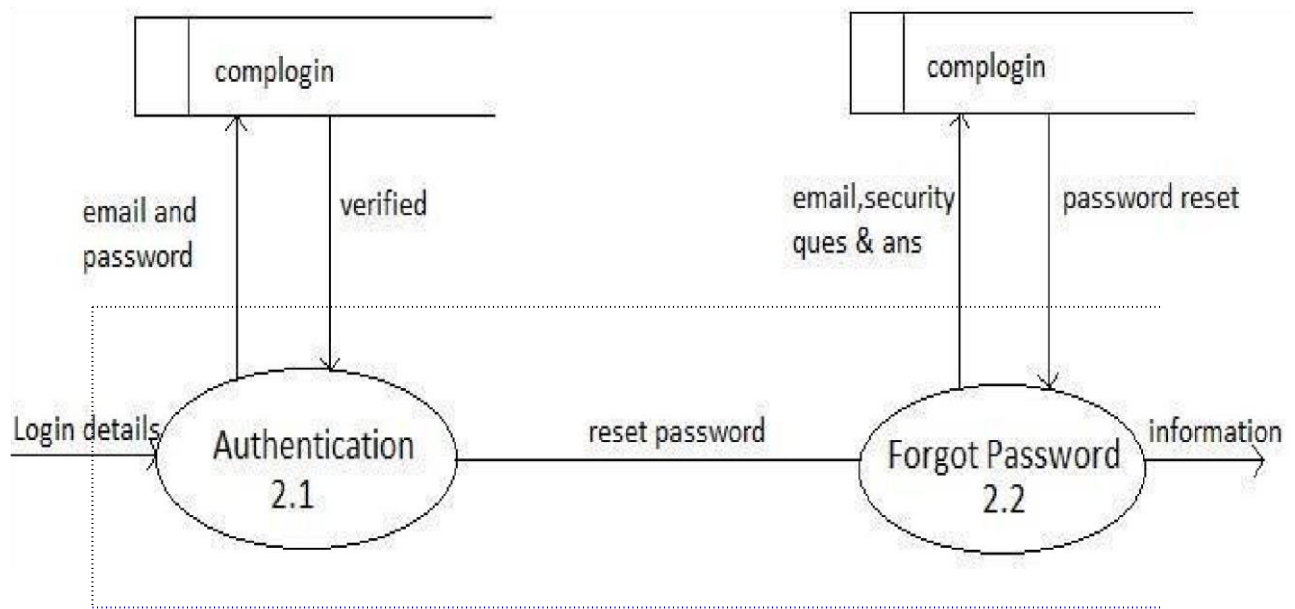 complogin
complogin
email and
password
verified
email,security
ques & ans
password reset
Login details
Authentication
2.1
reset password
Forgot Password
2.2
information